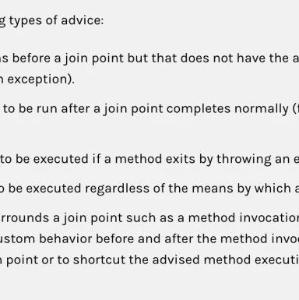 g types of advice:
s before a join point but that does not have the a
n exception).
to be run after a join point completes normally (
to be executed if a method exits by throwing an e
o be executed regardless of the means by which a
rrounds a join point such as a method invocation
ustom behavior before and after the method invo
point or to shortcut the advised method executi